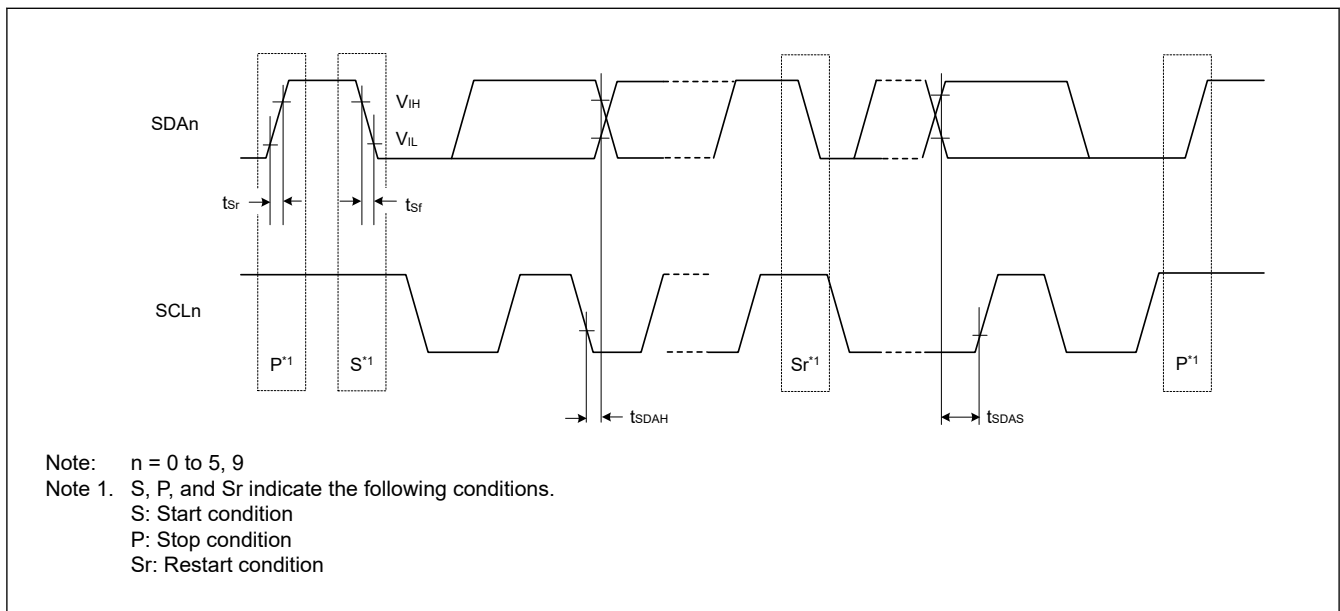 SDAn
VIH
VIL
tSr
tSf
SCLn
P*1
S*1
Sr*1
P*1
tSDAH
tSDAS
Note: n = 0 to 5, 9
Note 1. S, P, and Sr indicate the following conditions.
S: Start condition
P: Stop condition
Sr: Restart condition